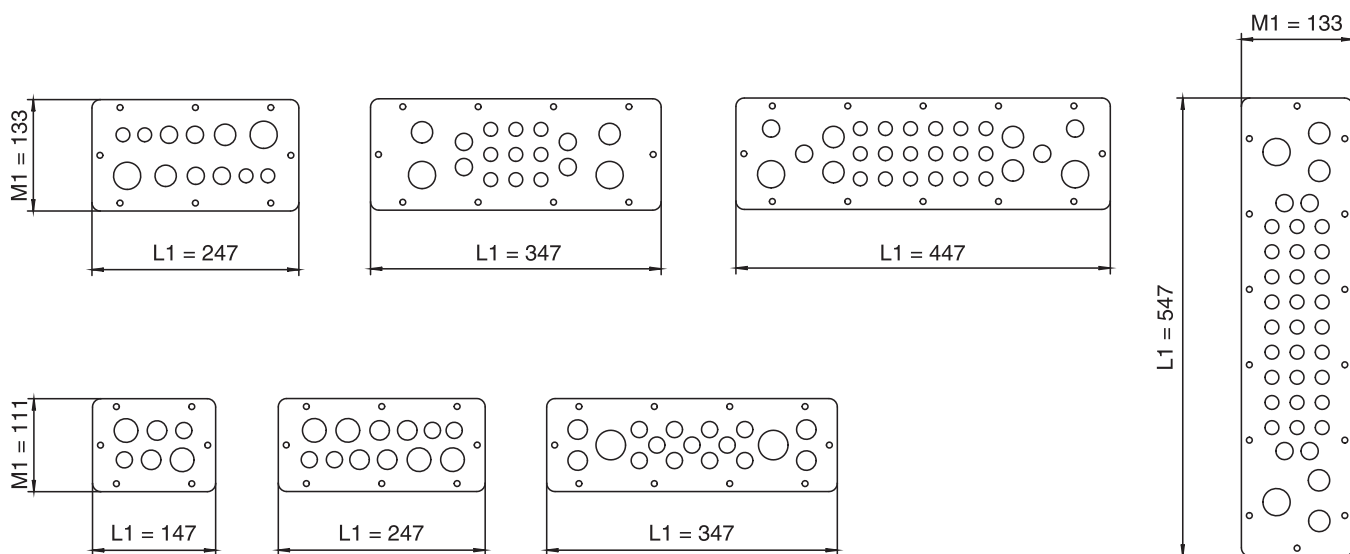 M1 = 133
M1 = 133
L1 = 247
L1 = 347
L1 = 447
L1 = 547
M1 = 111
L1 = 147
L1 = 247
L1 = 347